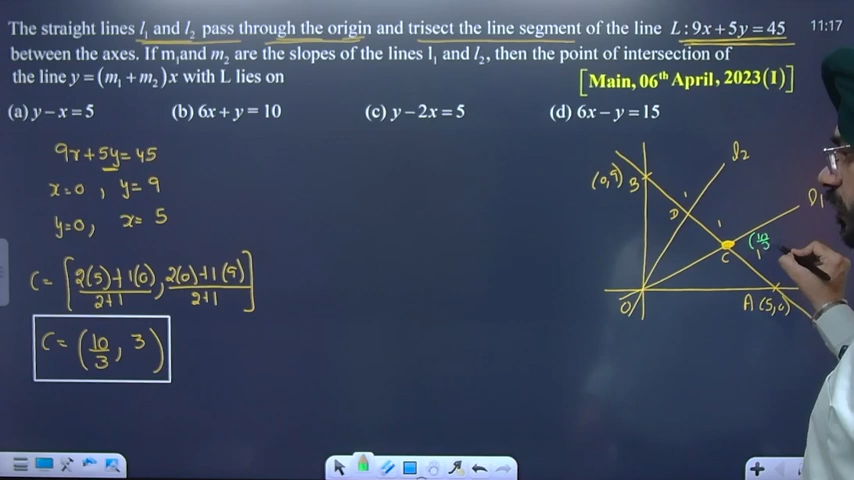 The straight lines l₁ and l₂ pass through the origin and trisect the line segment of the line L : 9x + 5y = 45
11:17
between the axes. If m₁and m₂ are the slopes of the lines l₁ and l₂, then the point of intersection of
the line y = (m₁ + m₂)x with L lies on
[Main, 06ᵗʰ April, 2023 (I)]
(a) y − x = 5 (b) 6x + y = 10 (c) y − 2x = 5 (d) 6x − y = 15
9x+5y=45
x=0, y=9
y=0, x=5
C = [2(5)+1(0)/2+1, 2(0)+1(9)/2+1]
C = (10/3, 3)
l₂
(0,9) B
1
D
l₁
1
(10/3,
C
O
A (5,0)